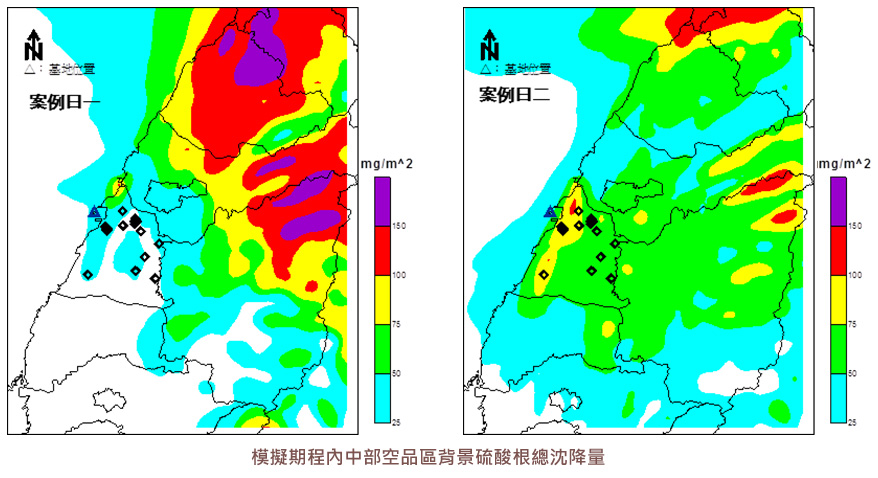 N
△：基地位置
案例日一
mg/m^2
150
100
75
50
25
N
△：基地位置
案例日二
mg/m^2
150
100
75
50
25
模擬期程內中部空品區背景硫酸根總沈降量